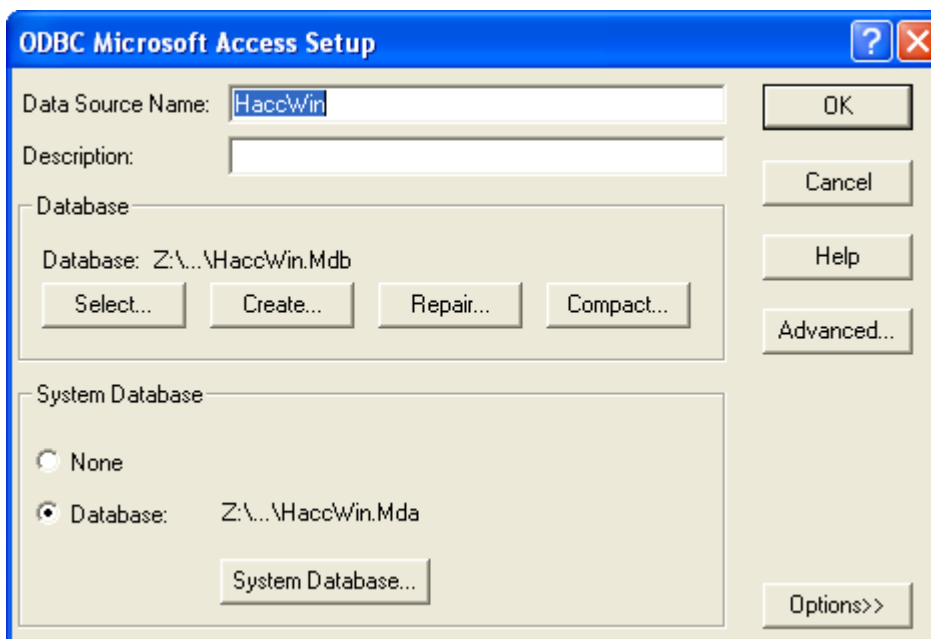 ODBC Microsoft Access Setup
Data Source Name: HaccWin
OK
Description:
Cancel
Database
Database: Z:\...\HaccWin.Mdb
Help
Select... Create... Repair... Compact...
Advanced...
System Database
None
Database: Z:\...\HaccWin.Mda
System Database...
Options>>